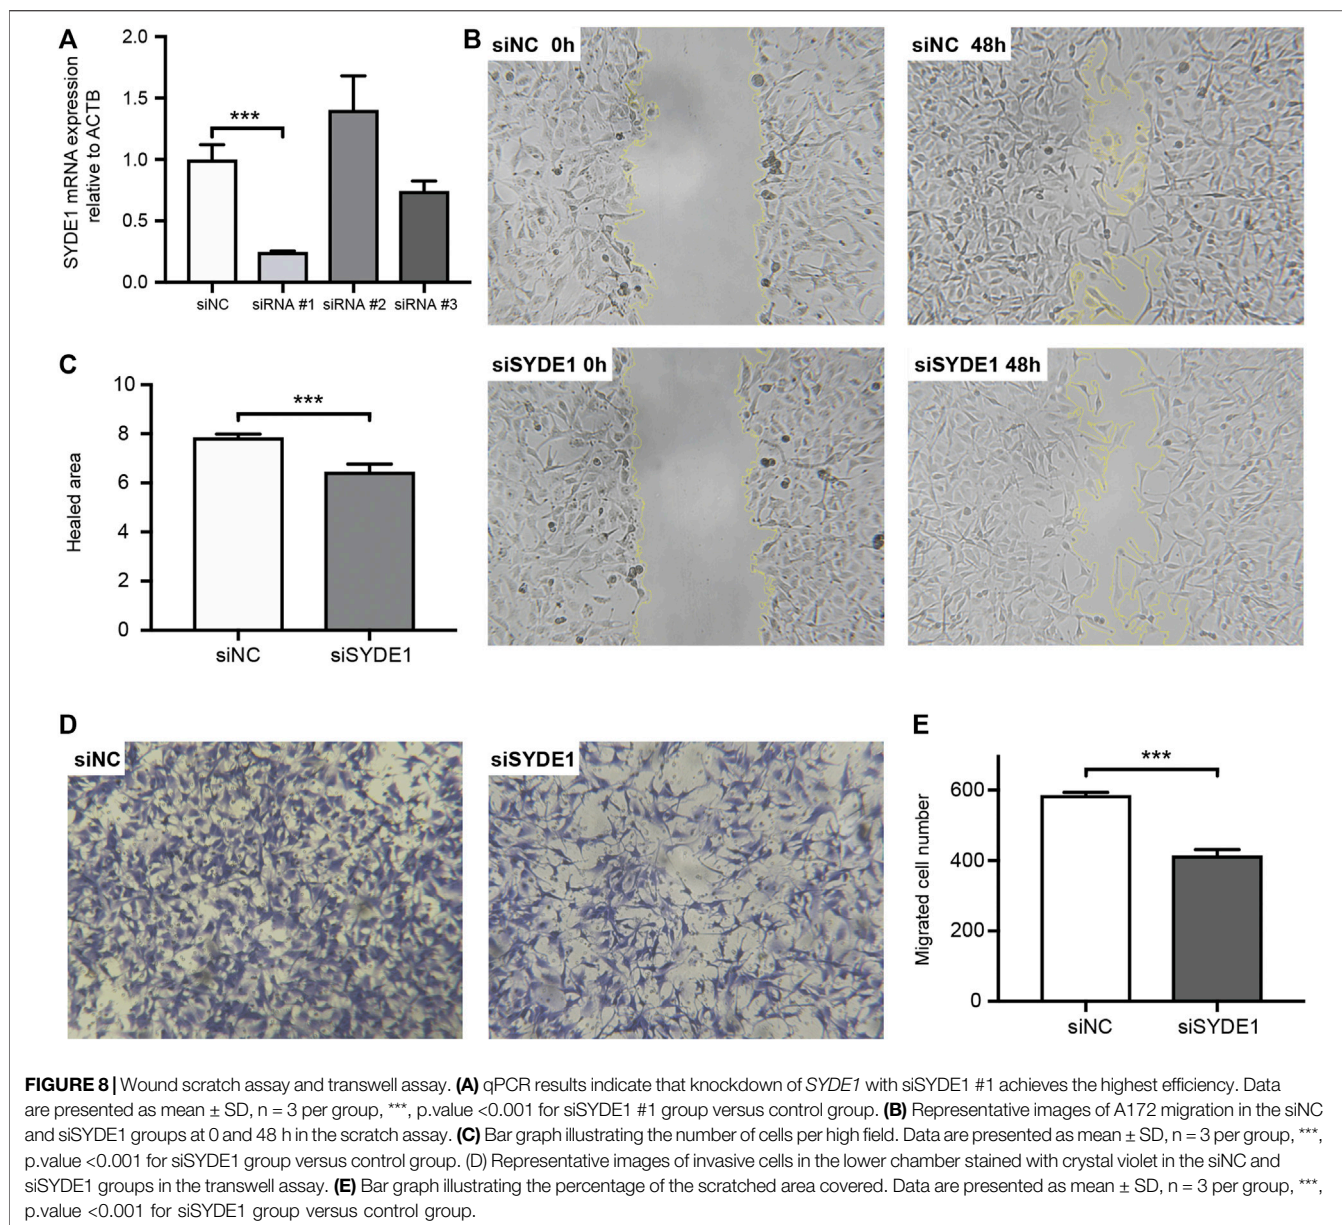 A
2.0
1.5
1.0
0.5
0.0
SYDE1 mRNA expression
relative to ACTB
***
siNC
siRNA #1
siRNA #2
siRNA #3
B
siNC 0h
siNC 48h
siSYDE1 0h
siSYDE1 48h
C
10
8
6
4
2
0
Healed area
***
siNC
siSYDE1
D
siNC
siSYDE1
E
600
400
200
0
Migrated cell number
***
siNC
siSYDE1
FIGURE 8 | Wound scratch assay and transwell assay. (A) qPCR results indicate that knockdown of SYDE1 with siSYDE1 #1 achieves the highest efficiency. Data
are presented as mean ± SD, n = 3 per group, ***, p.value <0.001 for siSYDE1 #1 group versus control group. (B) Representative images of A172 migration in the siNC
and siSYDE1 groups at 0 and 48 h in the scratch assay. (C) Bar graph illustrating the number of cells per high field. Data are presented as mean ± SD, n = 3 per group, ***,
p.value <0.001 for siSYDE1 group versus control group. (D) Representative images of invasive cells in the lower chamber stained with crystal violet in the siNC and
siSYDE1 groups in the transwell assay. (E) Bar graph illustrating the percentage of the scratched area covered. Data are presented as mean ± SD, n = 3 per group, ***,
p.value <0.001 for siSYDE1 group versus control group.